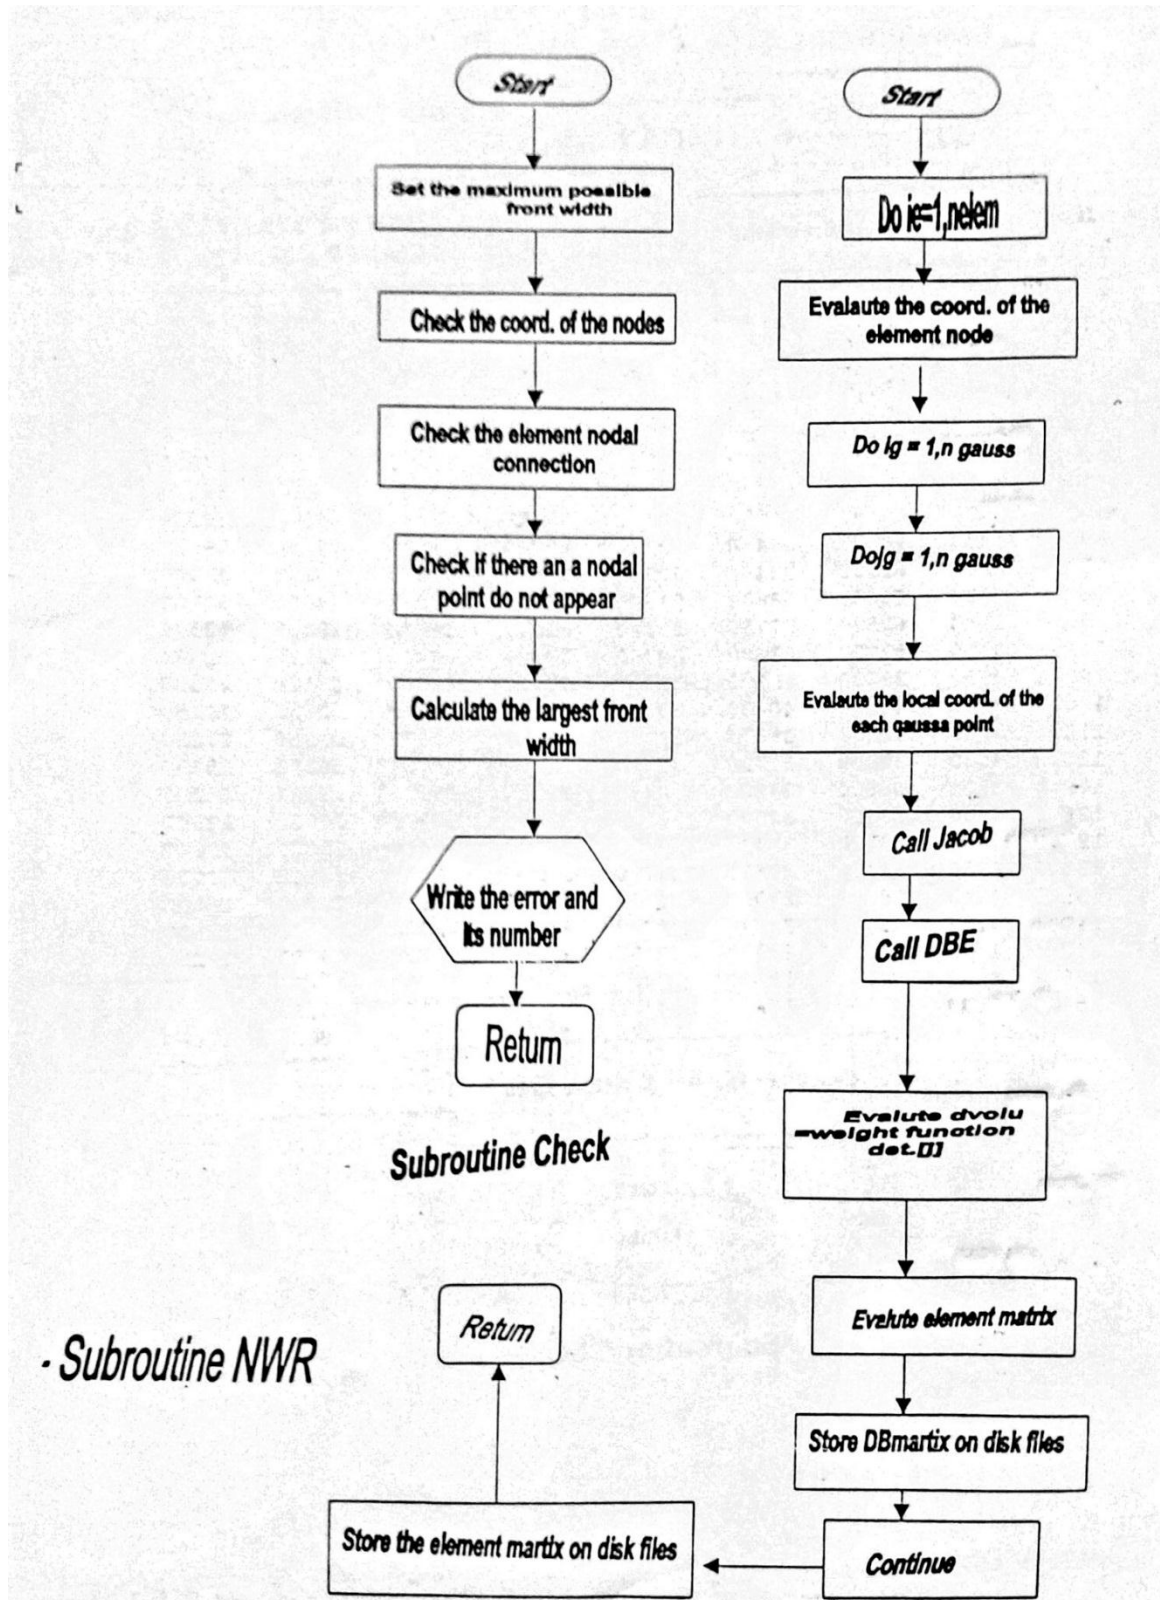 Start
Set the maximum possible
front width
Check the coord. of the nodes
Check the element nodal
connection
Check if there an a nodal
point do not appear
Calculate the largest front
width
Write the error and
its number
Return
Subroutine Check
Start
Do ie=1,nelem
Evalaute the coord. of the
element node
Do ig = 1,n gauss
Dojg = 1,n gauss
Evalaute the local coord. of the
each qaussa point
Call Jacob
Call DBE
Evalute dvolu
=weight function
det.[J]
Evalute element matrix
Store DBmartix on disk files
Continue
Store the element martix on disk files
Return
- Subroutine NWR